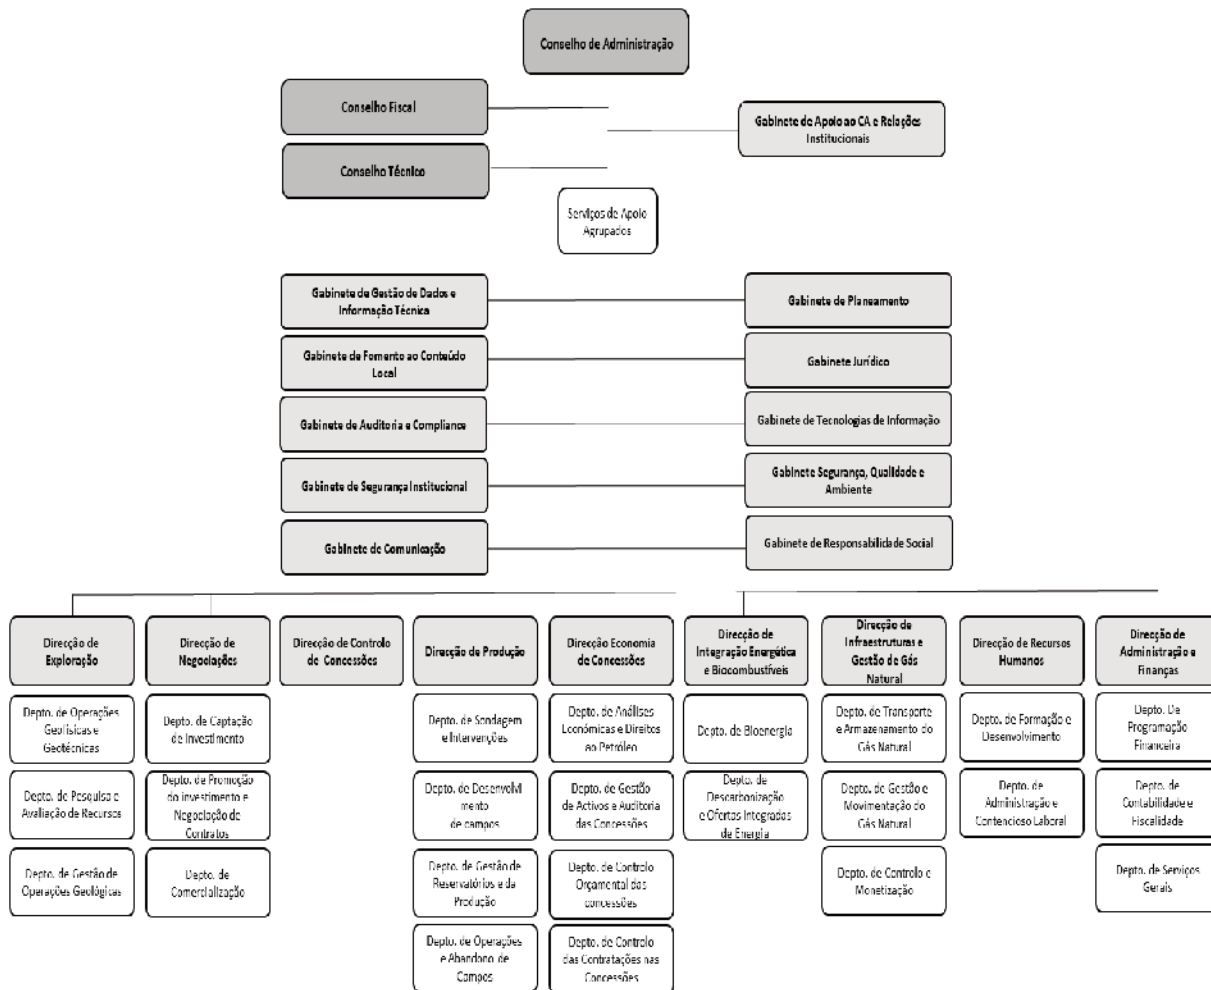 Conselho de Administração
Conselho Fiscal
Gabinete de Apoio ao CA e Relações
Institucionais
Conselho Técnico
Serviços de Apoio
Agrupados
Gabinete de Gestão de Dados e
Informação Técnica
Gabinete de Planeamento
Gabinete de Fomento ao Conteúdo
Local
Gabinete Jurídico
Gabinete de Auditoria e Compliance
Gabinete de Tecnologias de Informação
Gabinete de Segurança Institucional
Gabinete Segurança, Qualidade e
Ambiente
Gabinete de Comunicação
Gabinete de Responsabilidade Social
Direcção de
Exploração
Depto. de Operações
Geofísicas e
Geotécnicas
Depto. de Pesquisa e
Avaliação de Recursos
Depto. de Gestão de
Operações Geológicas
Direcção de
Negociações
Depto. de Captação
de Investimento
Depto. de Promoção
do investimento e
Negociação de
Contratos
Depto. de
Comercialização
Direcção de Controlo
de Concessões
Direcção de Produção
Depto. de Sondagem
e Intervenções
Depto. de Desenvolvi
mento
de campos
Depto. de Gestão de
Reservatórios e da
Produção
Depto. de Operações
e Abandono de
Campos
Direcção Economia
de Concessões
Depto. de Análises
Económicas e Direitos
ao Petróleo
Depto. de Gestão
de Activos e Auditoria
das Concessões
Depto. de Controlo
Orçamental das
concessões
Depto. de Controlo
das Contratações nas
Concessões
Direcção de
Integração Energética
e Biocombustíveis
Depto. de Bioenergia
Depto. de
Descarbonização
e Ofertas Integradas
de Energia
Direcção de
Infraestruturas e
Gestão de Gás
Natural
Depto. de Transporte
e Armazenamento do
Gás Natural
Depto. de Gestão e
Movimentação do
Gás Natural
Depto. de Controlo e
Monetização
Direcção de Recursos
Humanos
Depto. de Formação e
Desenvolvimento
Depto. de
Administração e
Contencioso Laboral
Direcção de
Administração e
Finanças
Depto. De
Programação
Financeira
Depto. de
Contabilidade e
Fiscalidade
Depto. de Serviços
Gerais